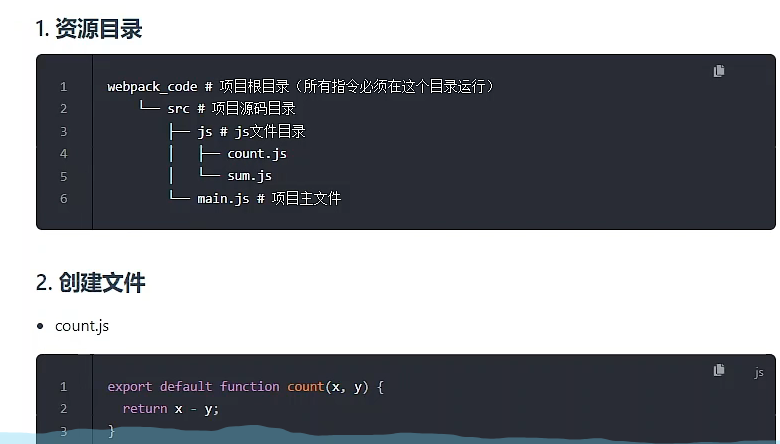 1. 资源目录
1 webpack_code # 项目根目录（所有指令必须在这个目录运行）
2 └── src # 项目源码目录
3 ├── js # js文件目录
4 │ ├── count.js
5 │ └── sum.js
6 └── main.js # 项目主文件
2. 创建文件
• count.js
js
1 export default function count(x, y) {
2 return x - y;
3 }